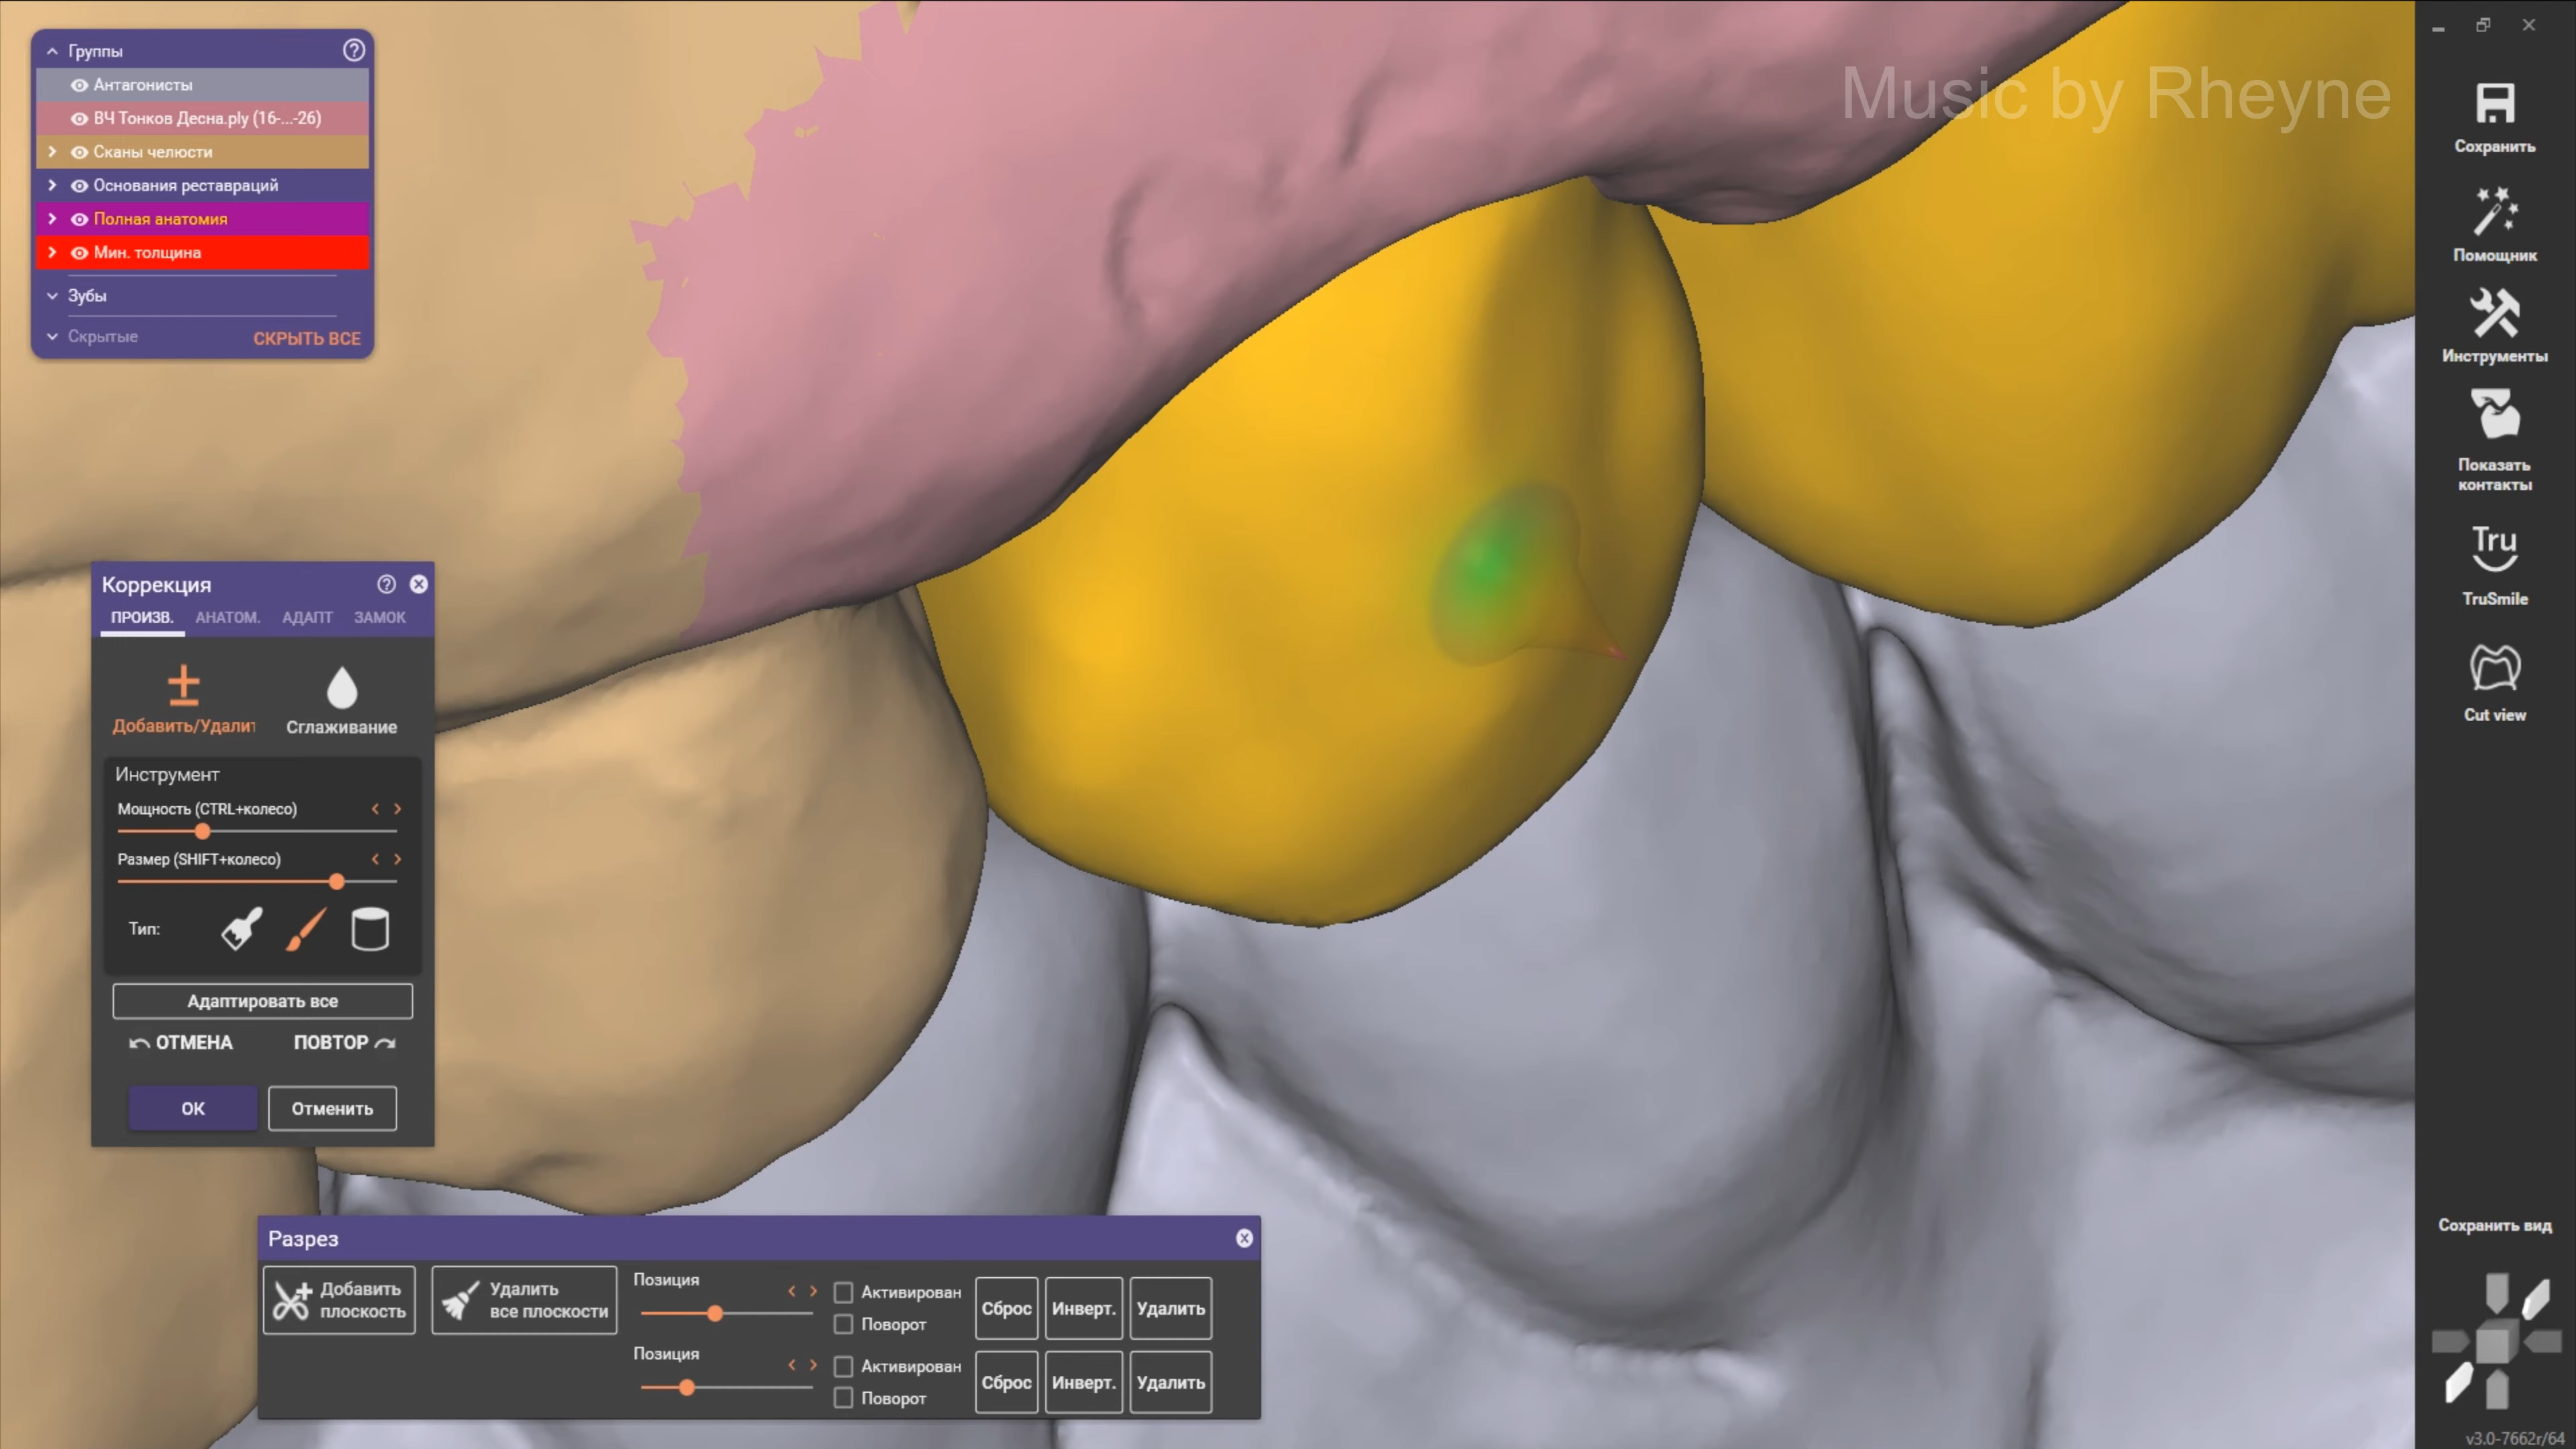 Группы
Антагонисты
ВЧ Тонков Десна.ply (16-...-26)
Сканы челюсти
Основания реставраций
Полная анатомия
Мин. толщина
Зубы
Скрытые СКРЫТЬ ВСЕ
Music by Rheyne
Сохранить
Помощник
Инструменты
Показать
контакты
Tru
TruSmile
Cut view
Коррекция
ПРОИЗВ. АНАТОМ. АДАПТ ЗАМОК
Добавить/Удалит Сглаживание
Инструмент
Мощность (CTRL+колесо)
Размер (SHIFT+колесо)
Тип:
Адаптировать все
ОТМЕНА ПОВТОР
ОК Отменить
Разрез
Добавить
плоскость
Удалить
все плоскости
Позиция
Активирован
Поворот
Сброс Инверт. Удалить
Позиция
Активирован
Поворот
Сброс Инверт. Удалить
Сохранить вид
v3.0-7662r/64